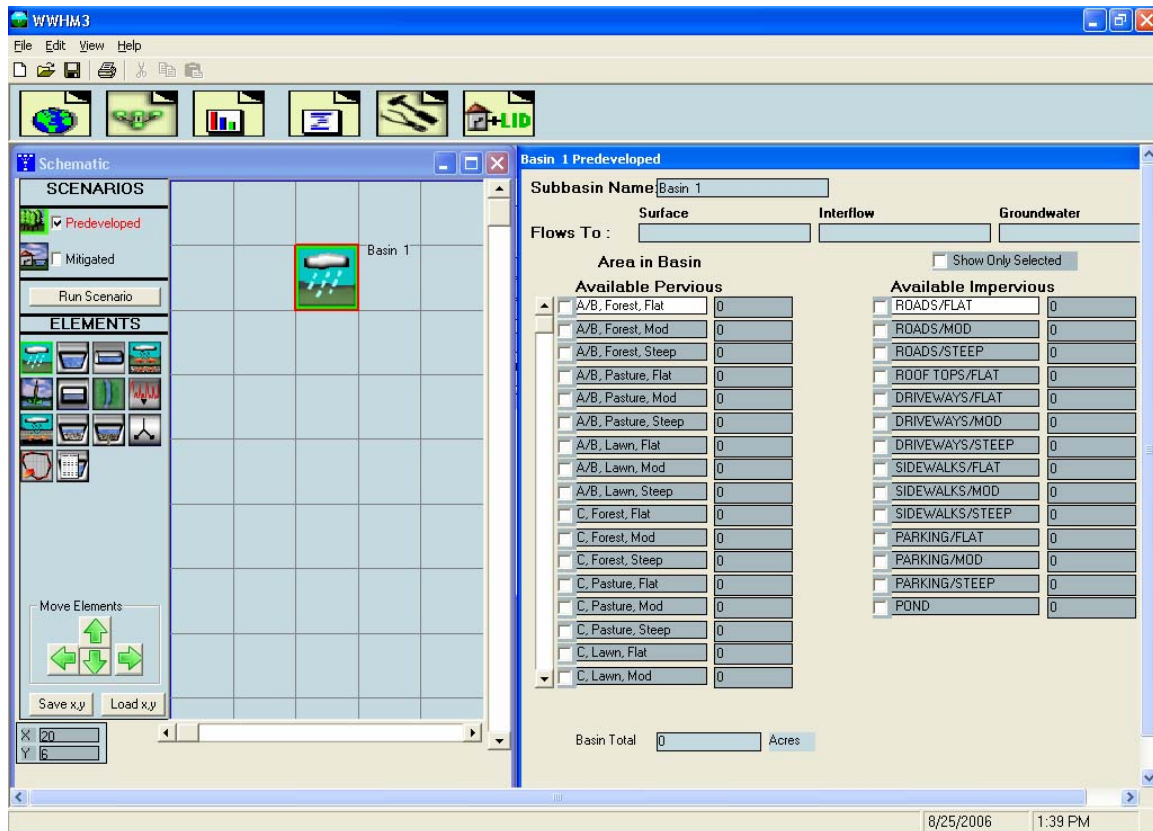 WWHM3
File Edit View Help
+LID
Schematic
SCENARIOS
Predeveloped
Mitigated
Run Scenario
ELEMENTS
Move Elements
Save x,y Load x,y
X 20
Y 6
Basin 1
Basin 1 Predeveloped
Subbasin Name: Basin 1
Surface Interflow Groundwater
Flows To :
Area in Basin Show Only Selected
Available Pervious Available Impervious
A/B, Forest, Flat 0 ROADS/FLAT 0
A/B, Forest, Mod 0 ROADS/MOD 0
A/B, Forest, Steep 0 ROADS/STEEP 0
A/B, Pasture, Flat 0 ROOF TOPS/FLAT 0
A/B, Pasture, Mod 0 DRIVEWAYS/FLAT 0
A/B, Pasture, Steep 0 DRIVEWAYS/MOD 0
A/B, Lawn, Flat 0 DRIVEWAYS/STEEP 0
A/B, Lawn, Mod 0 SIDEWALKS/FLAT 0
A/B, Lawn, Steep 0 SIDEWALKS/MOD 0
C, Forest, Flat 0 SIDEWALKS/STEEP 0
C, Forest, Mod 0 PARKING/FLAT 0
C, Forest, Steep 0 PARKING/MOD 0
C, Pasture, Flat 0 PARKING/STEEP 0
C, Pasture, Mod 0 POND 0
C, Pasture, Steep 0
C, Lawn, Flat 0
C, Lawn, Mod 0
Basin Total 0 Acres
8/25/2006 1:39 PM